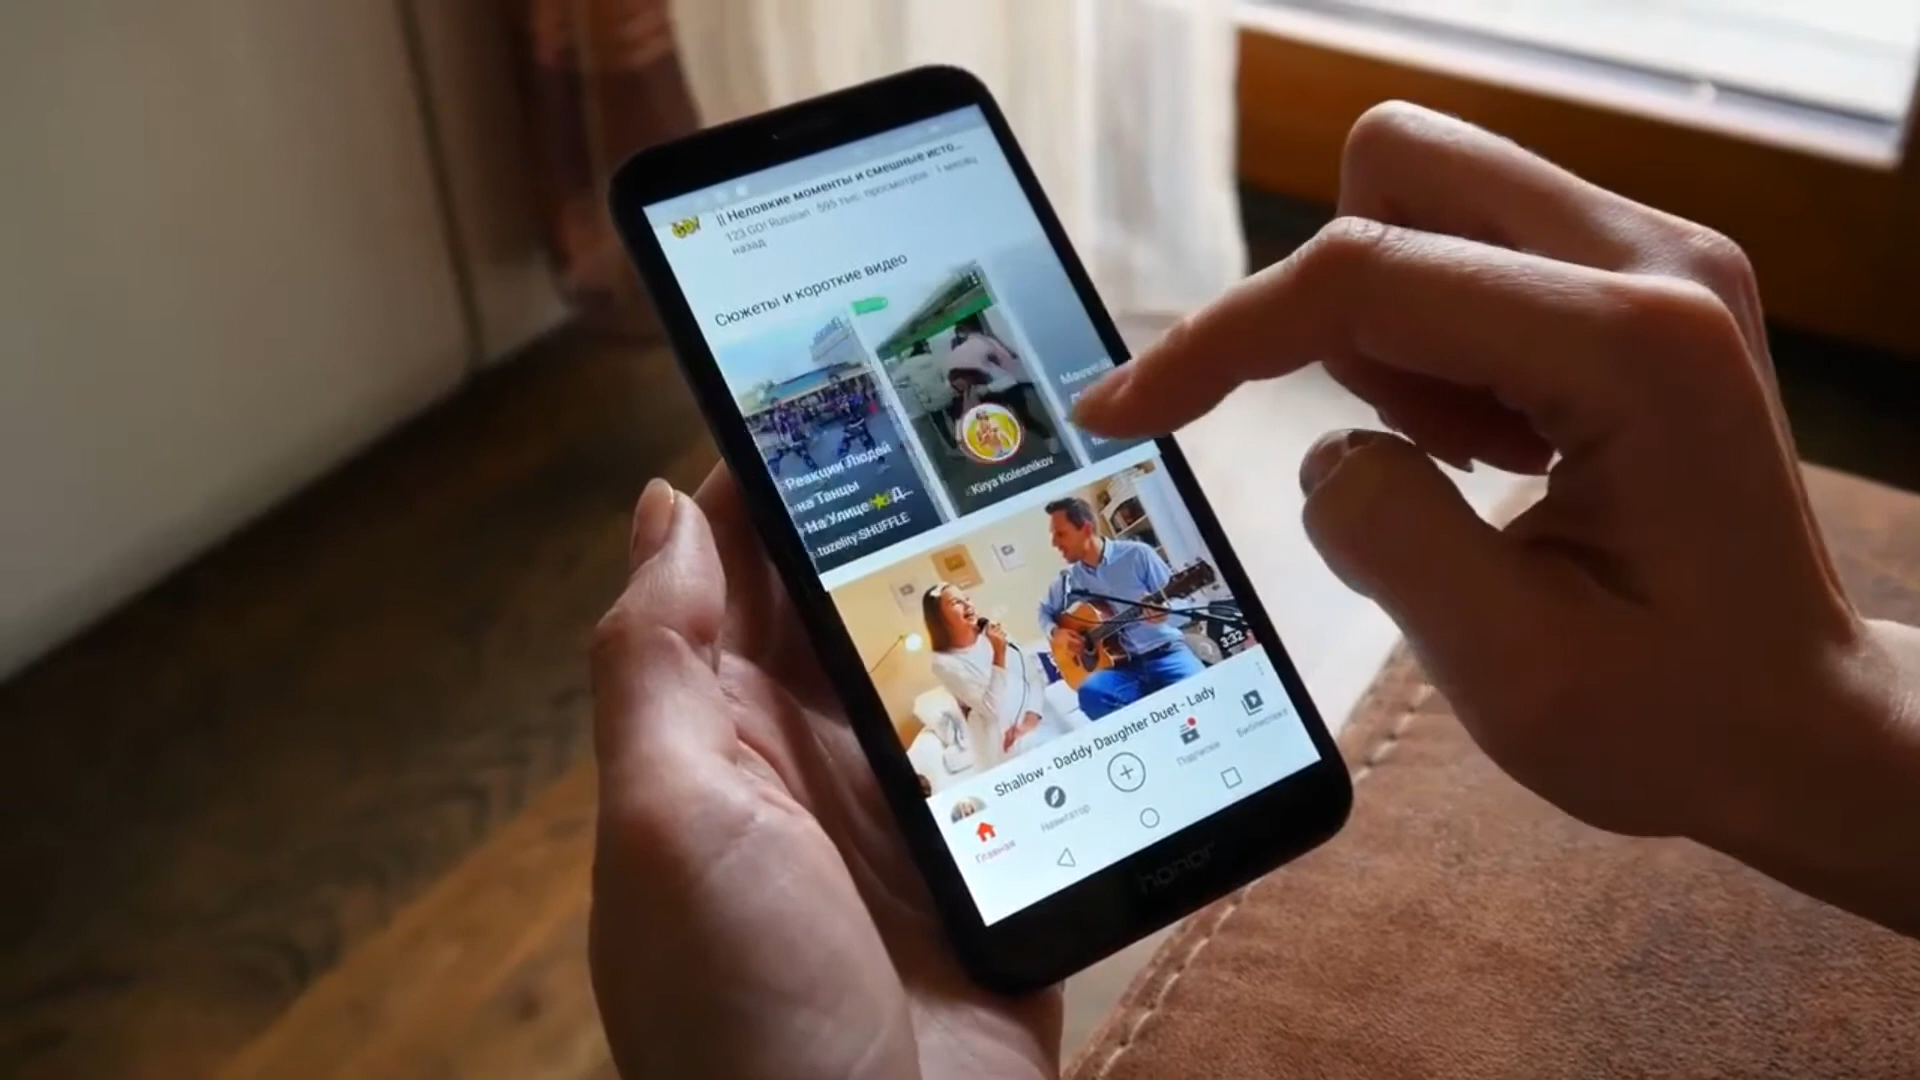 || Неловкие моменты и смешные исто...
123 GO! Russian · 595 тыс. просмотров · 1 месяц
назад
Сюжеты и короткие видео
Реакции Людей
на Танцы
На Улице⭐Д...
tuzelity SHUFFLE
Kirya Kolesnikov
3:32
Shallow - Daddy Daughter Duet - Lady
Главная
Навигатор
Подписки
Библиотека
honor